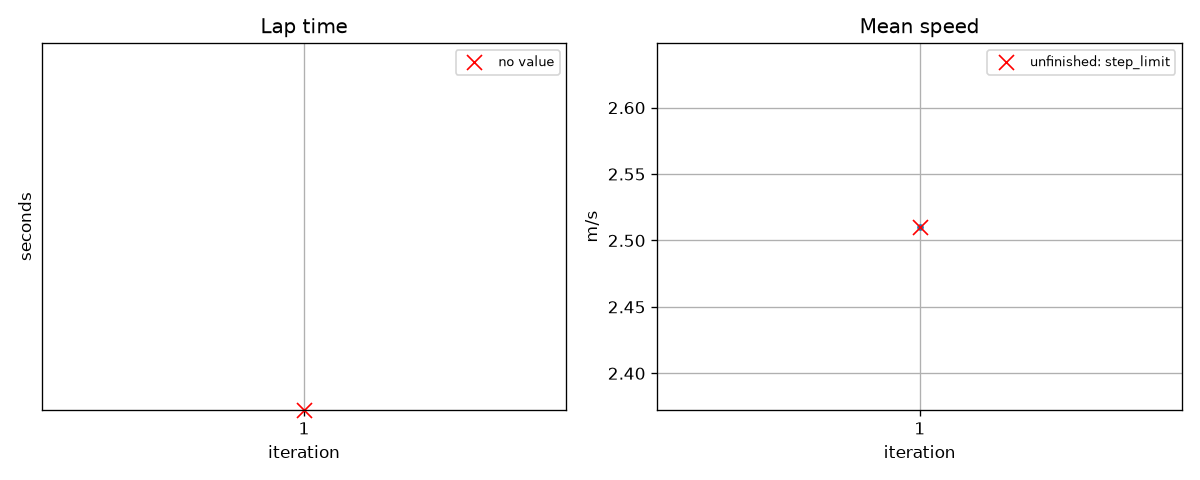 Lap time
no value
seconds
1
iteration
Mean speed
unfinished: step_limit
m/s
2.60
2.55
2.50
2.45
2.40
1
iteration